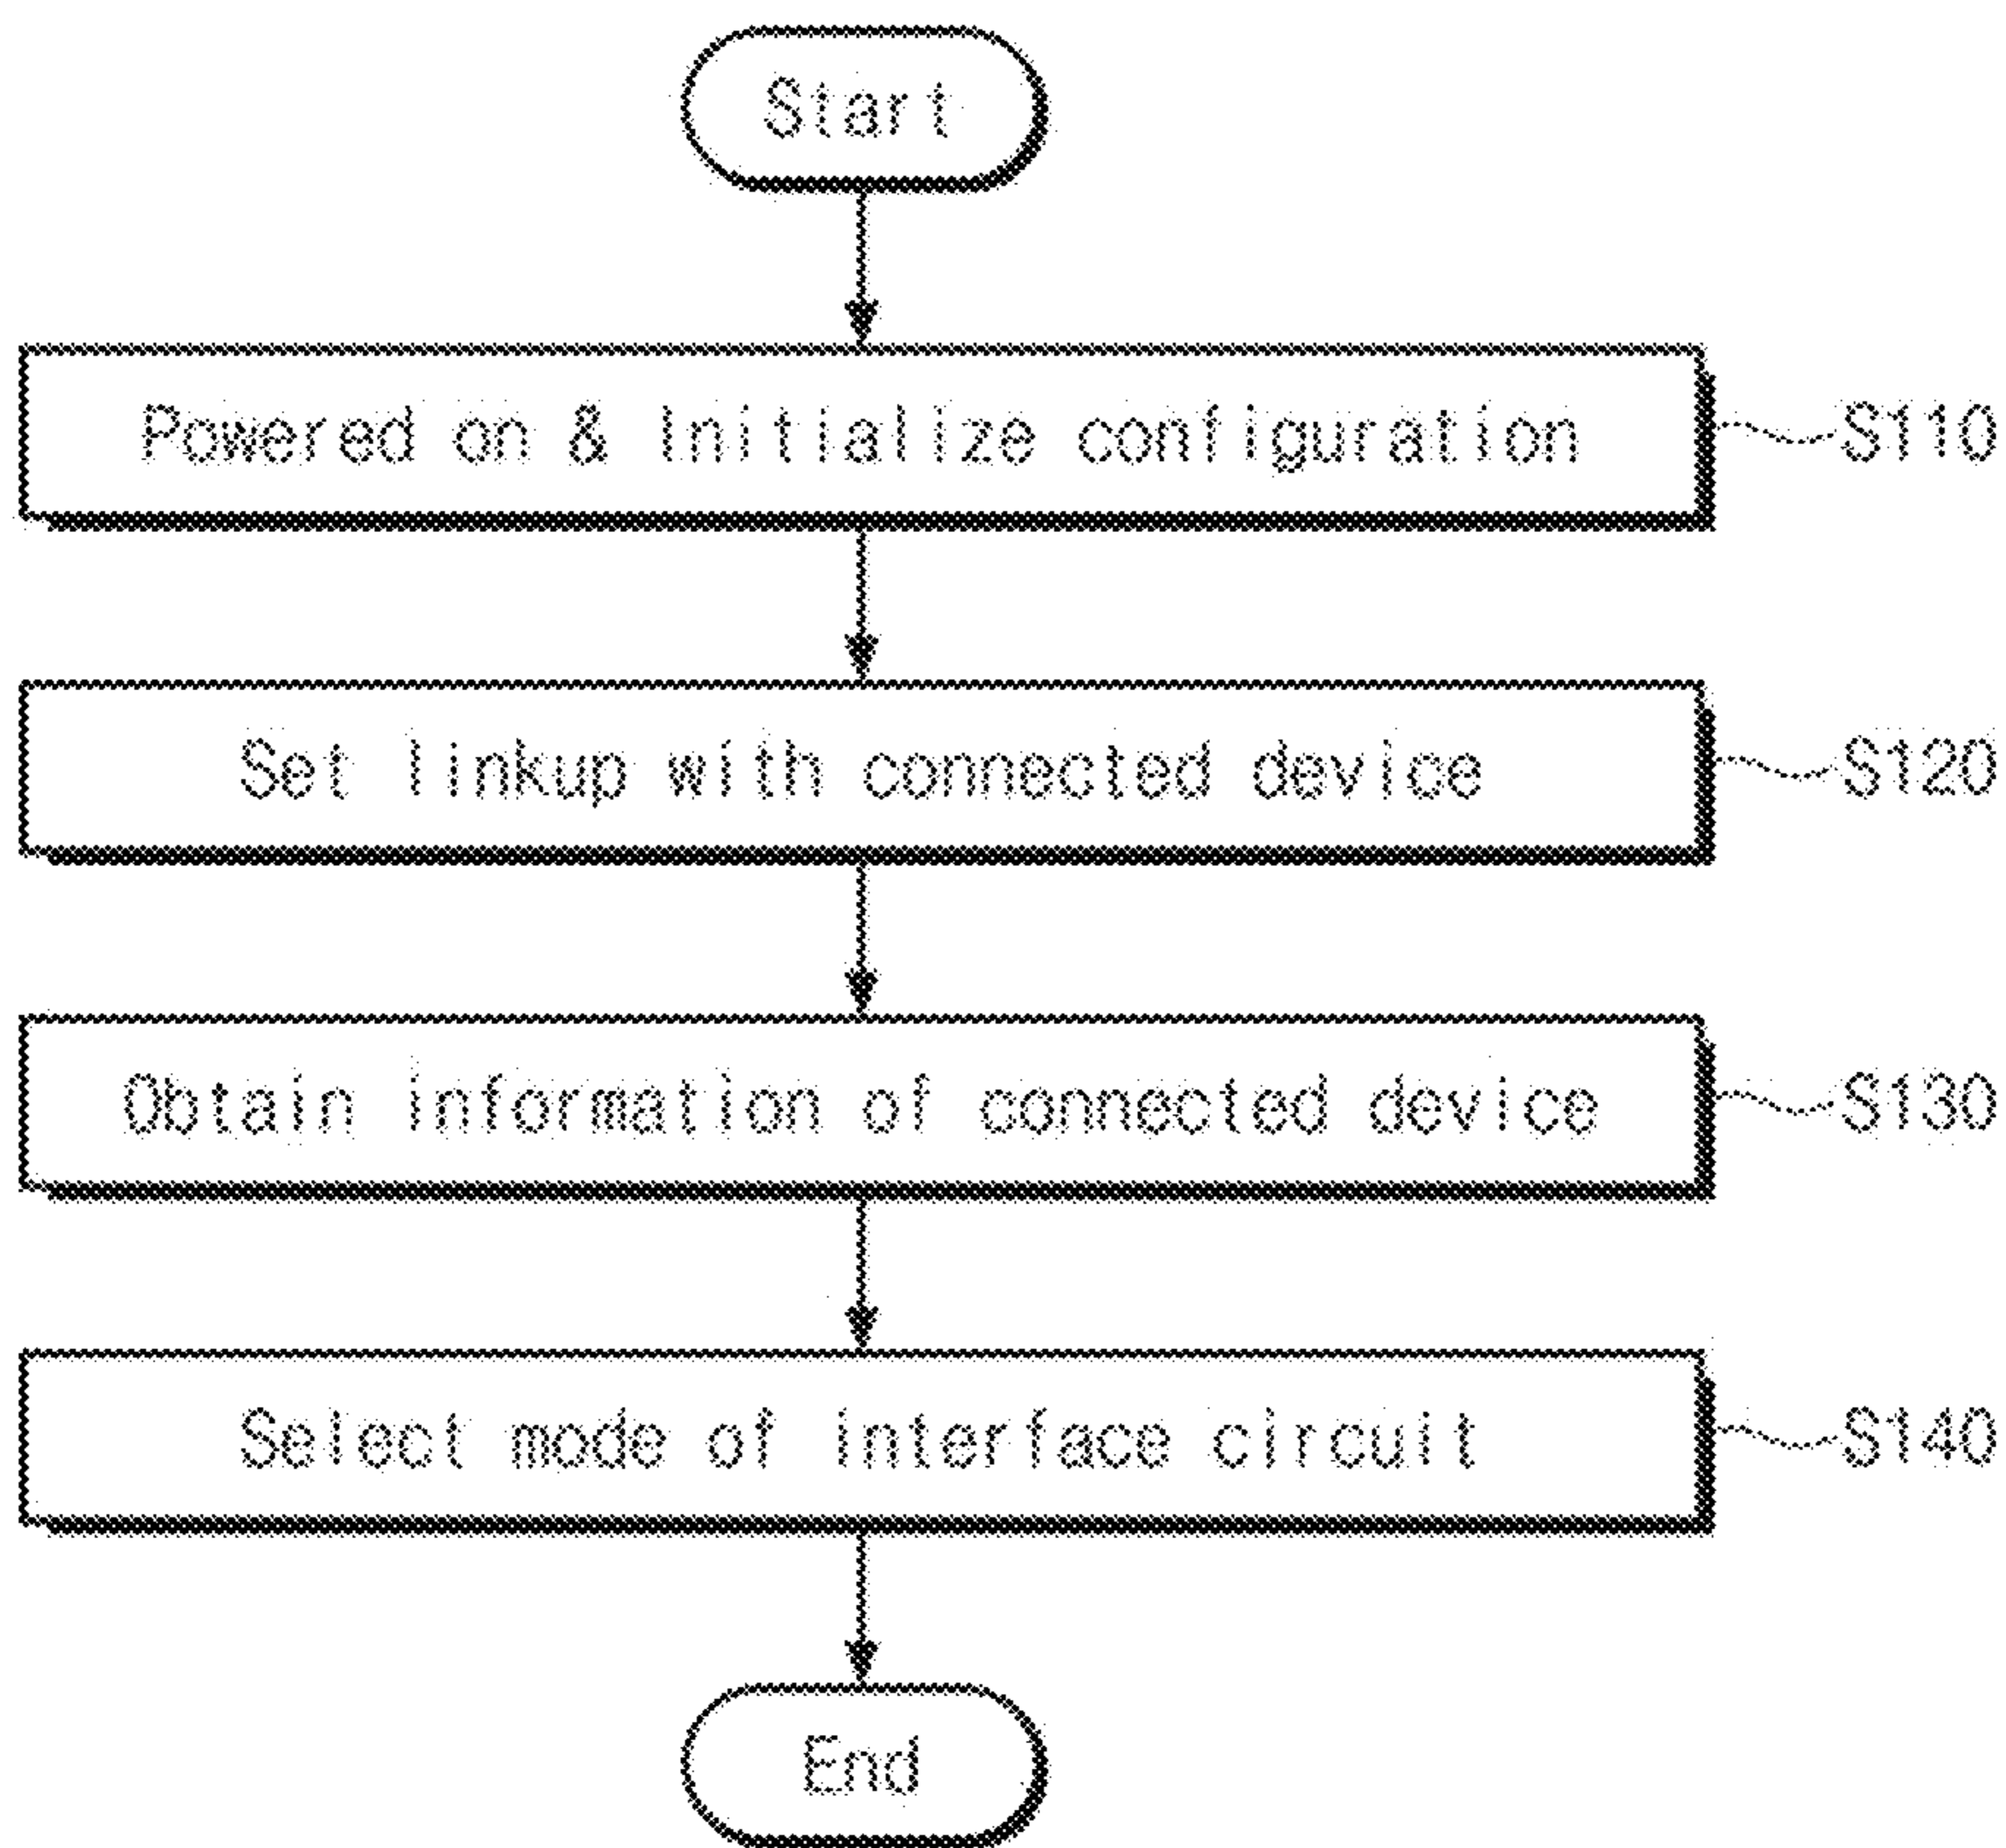 Start
Powered on & Initialize configuration
S110
Set linkup with connected device
S120
Obtain information of connected device
S130
Select mode of interface circuit
S140
End